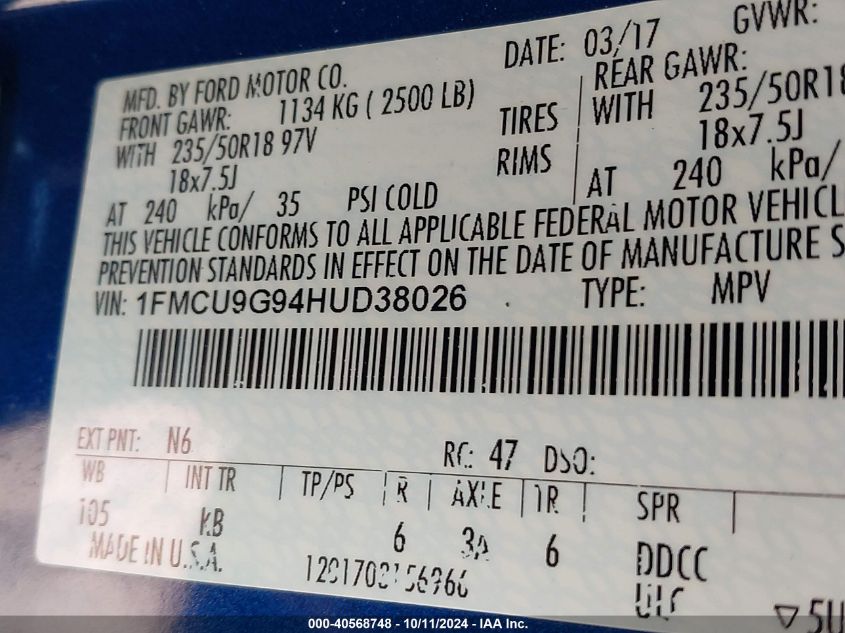 MFD. BY FORD MOTOR CO. DATE: 03/17 GVWR:
FRONT GAWR: 1134 KG ( 2500 LB) REAR GAWR:
WITH 235/50R18 97V TIRES WITH 235/50R18
18x7.5J RIMS 18x7.5J
AT 240 kPa/ 35 PSI COLD AT 240 kPa/
THIS VEHICLE CONFORMS TO ALL APPLICABLE FEDERAL MOTOR VEHICL
PREVENTION STANDARDS IN EFFECT ON THE DATE OF MANUFACTURE S
VIN: 1FMCU9G94HUD38026 TYPE: MPV
EXT PNT: N6 RC: 47 DSO:
WB INT TR TP/PS R AXLE TR SPR
105 KB 6 3A 6 DDCC
MADE IN U.S.A. ULC
5U
000-40568748 - 10/11/2024 - IAA Inc.